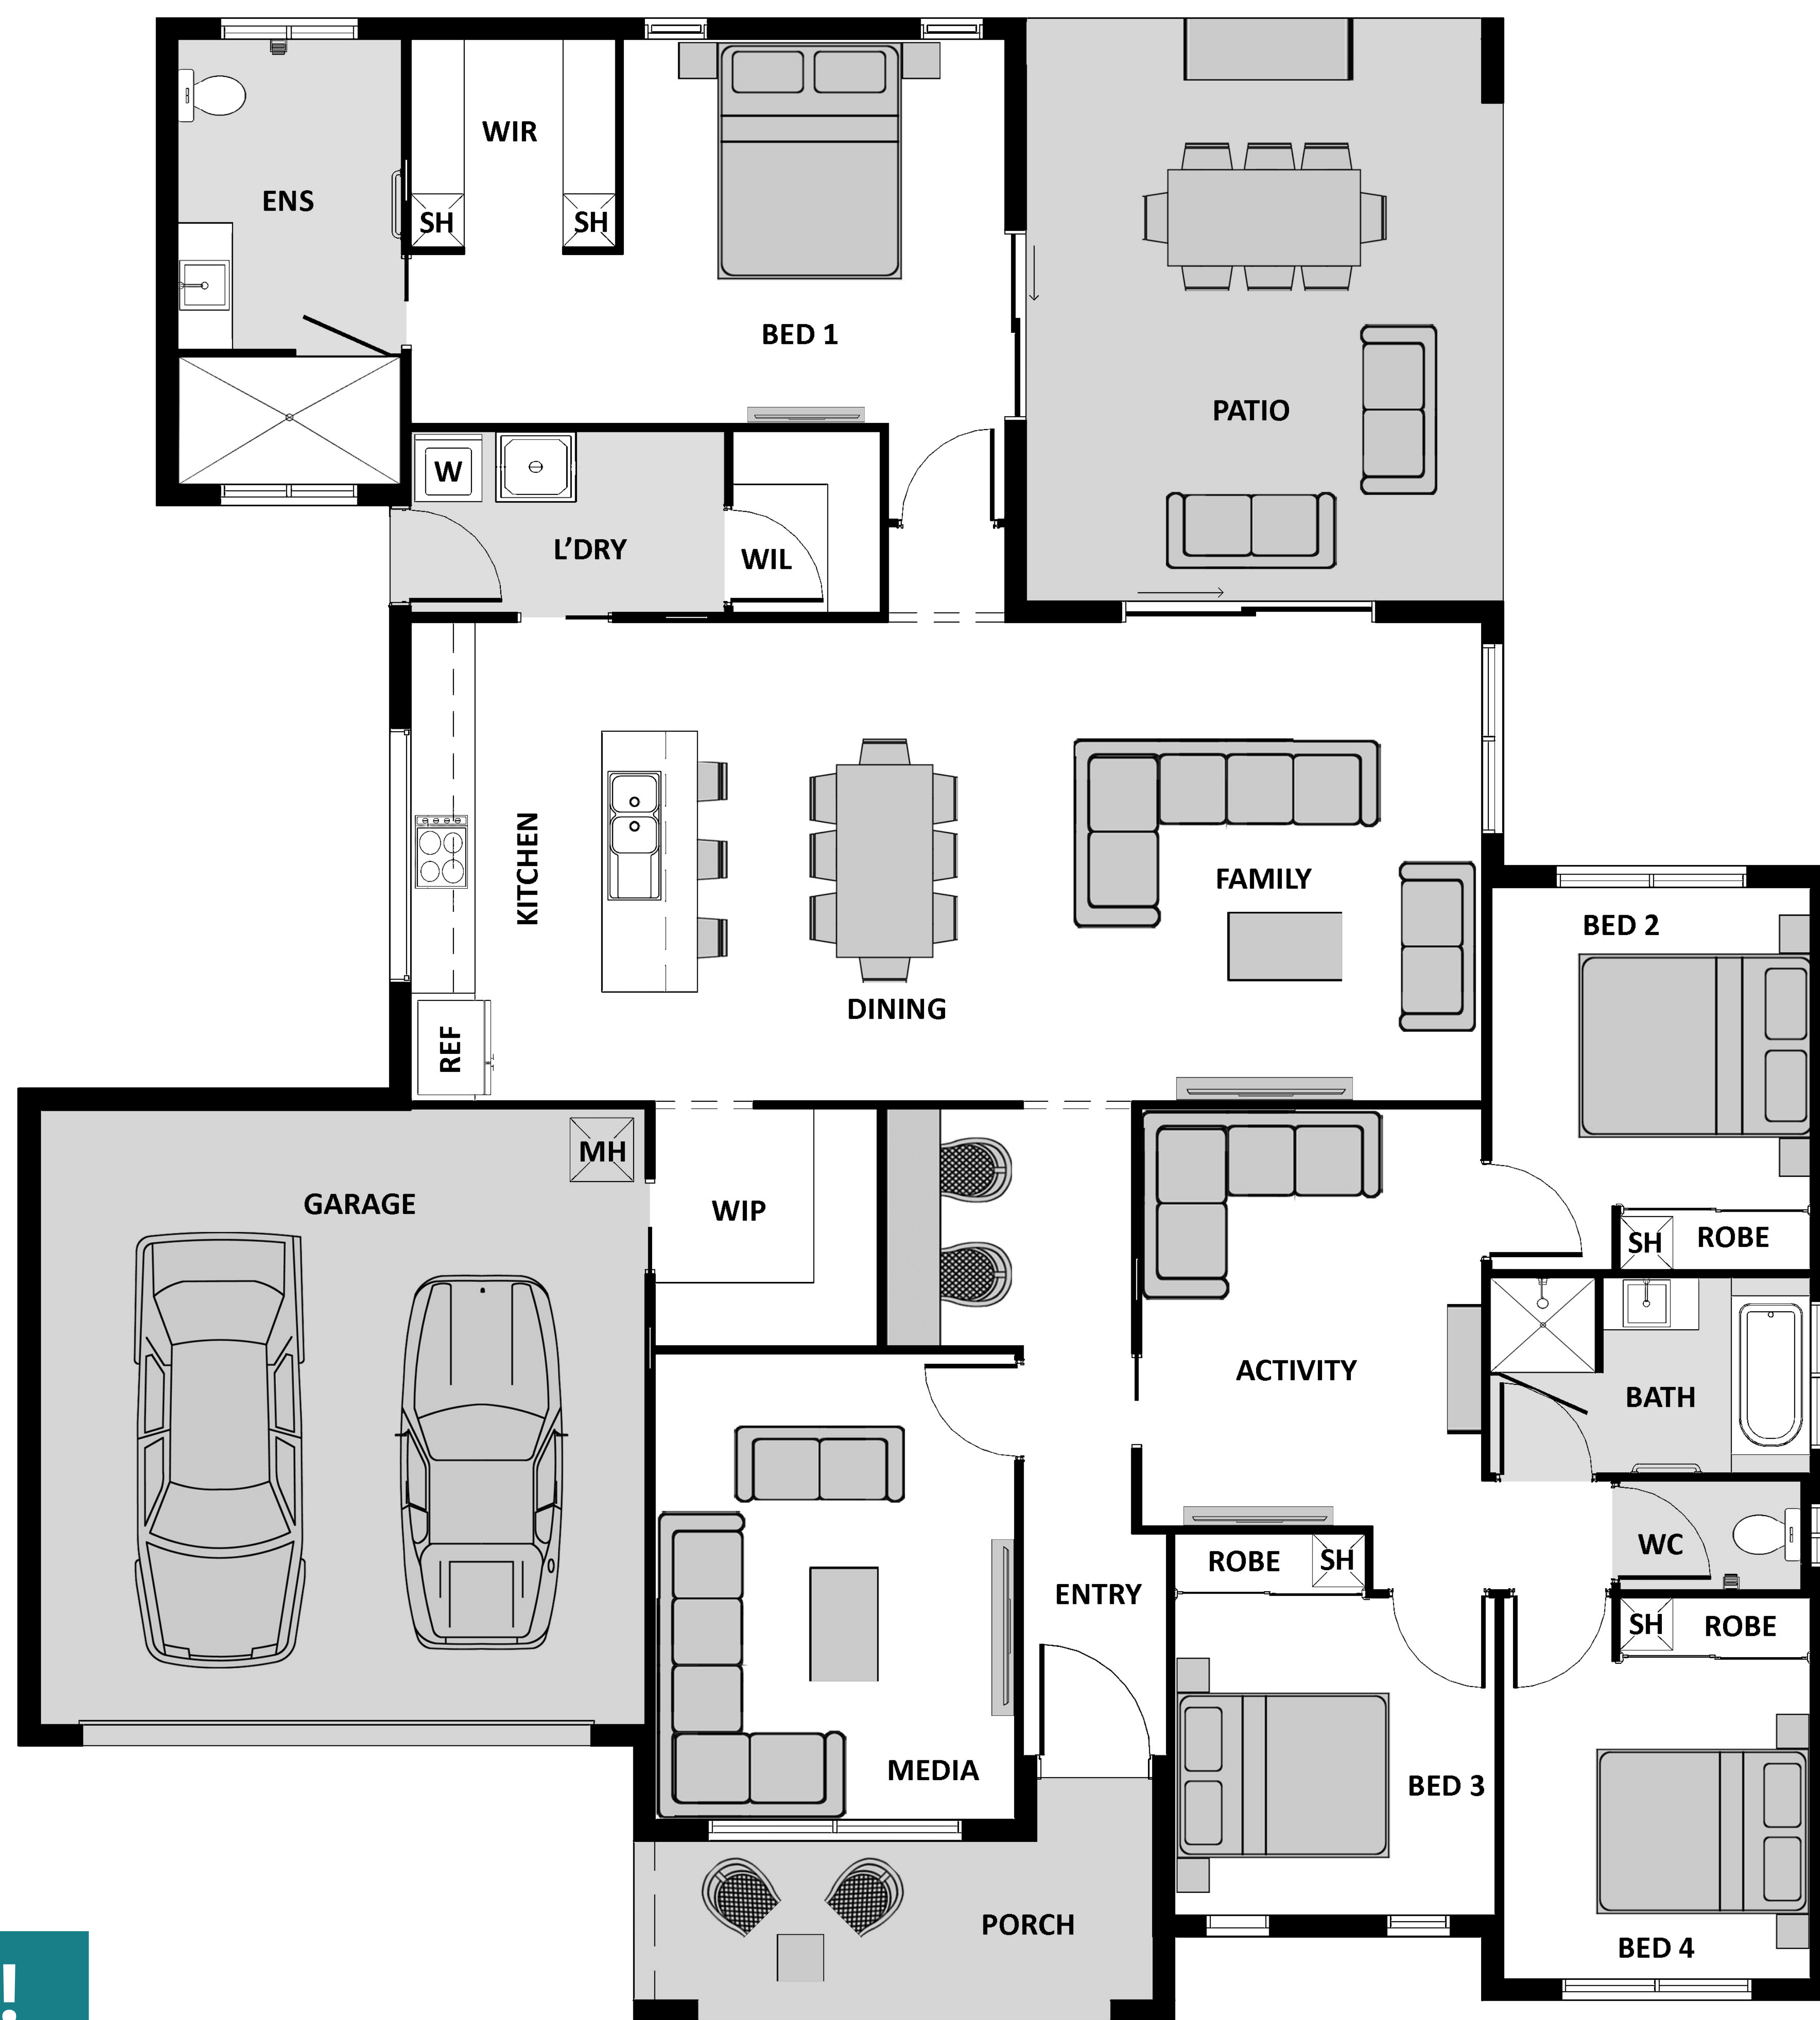 WIR
ENS
SH
SH
BED 1
PATIO
W
L'DRY
WIL
KITCHEN
FAMILY
BED 2
DINING
REF
MH
GARAGE
WIP
SH
ROBE
ACTIVITY
BATH
WC
ROBE
SH
ENTRY
SH
ROBE
MEDIA
BED 3
PORCH
BED 4
!